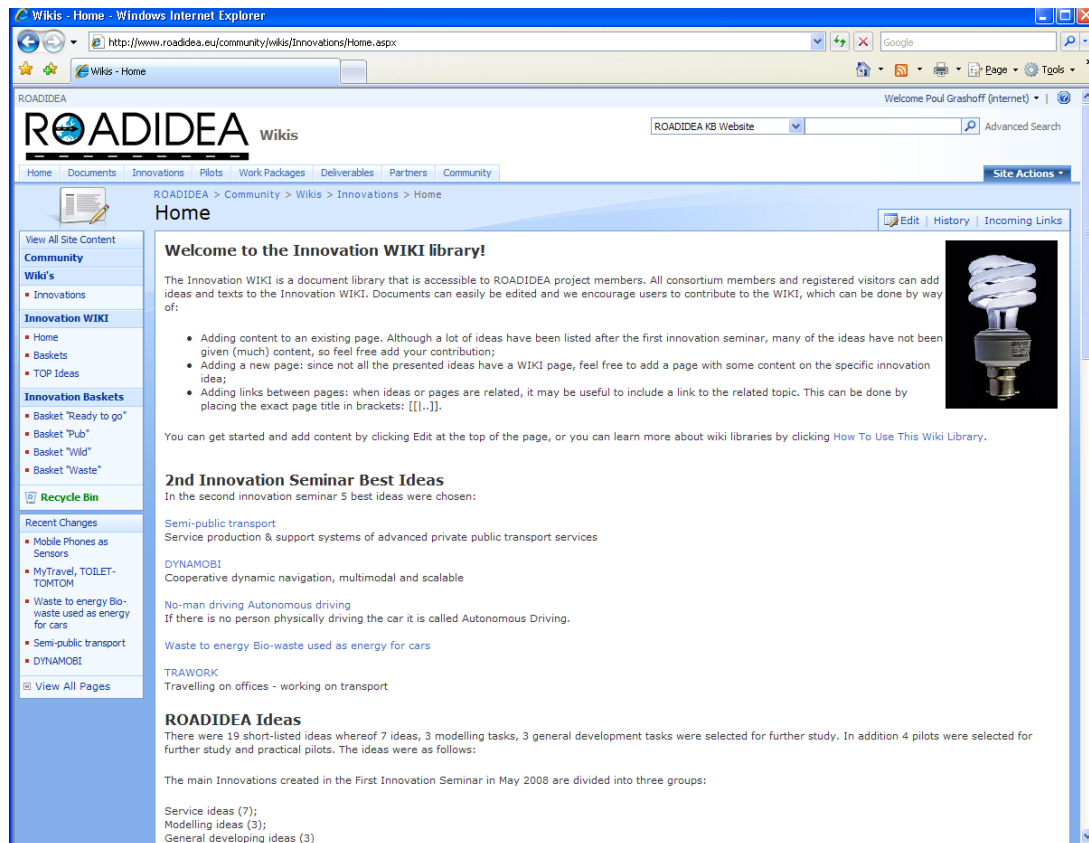 Wikis - Home - Windows Internet Explorer
http://www.roadidea.eu/community/wikis/Innovations/Home.aspx
Google
Wikis - Home
Page
Tools
ROADIDEA
Welcome Poul Grashoff (internet)
ROADIDEA Wikis
ROADIDEA KB Website
Advanced Search
Home Documents Innovations Pilots Work Packages Deliverables Partners Community
Site Actions
ROADIDEA > Community > Wikis > Innovations > Home
Home
Edit | History | Incoming Links
View All Site Content
Community
Wiki's
Innovations
Innovation WIKI
Home
Baskets
TOP Ideas
Innovation Baskets
Basket "Ready to go"
Basket "Pub"
Basket "Wild"
Basket "Waste"
Recycle Bin
Recent Changes
Mobile Phones as
Sensors
MyTravel, TOILET-
TOMTOM
Waste to energy Bio-
waste used as energy
for cars
Semi-public transport
DYNAMOBI
View All Pages
Welcome to the Innovation WIKI library!
The Innovation WIKI is a document library that is accessible to ROADIDEA project members. All consortium members and registered visitors can add
ideas and texts to the Innovation WIKI. Documents can easily be edited and we encourage users to contribute to the WIKI, which can be done by way
of:
Adding content to an existing page. Although a lot of ideas have been listed after the first innovation seminar, many of the ideas have not been
given (much) content, so feel free add your contribution;
Adding a new page: since not all the presented ideas have a WIKI page, feel free to add a page with some content on the specific innovation
idea;
Adding links between pages: when ideas or pages are related, it may be useful to include a link to the related topic. This can be done by
placing the exact page title in brackets: [[|..]].
You can get started and add content by clicking Edit at the top of the page, or you can learn more about wiki libraries by clicking How To Use This Wiki Library.
2nd Innovation Seminar Best Ideas
In the second innovation seminar 5 best ideas were chosen:
Semi-public transport
Service production & support systems of advanced private public transport services
DYNAMOBI
Cooperative dynamic navigation, multimodal and scalable
No-man driving Autonomous driving
If there is no person physically driving the car it is called Autonomous Driving.
Waste to energy Bio-waste used as energy for cars
TRAWORK
Travelling on offices - working on transport
ROADIDEA Ideas
There were 19 short-listed ideas whereof 7 ideas, 3 modelling tasks, 3 general development tasks were selected for further study. In addition 4 pilots were selected for
further study and practical pilots. The ideas were as follows:
The main Innovations created in the First Innovation Seminar in May 2008 are divided into three groups:
Service ideas (7);
Modelling ideas (3);
General developing ideas (3)